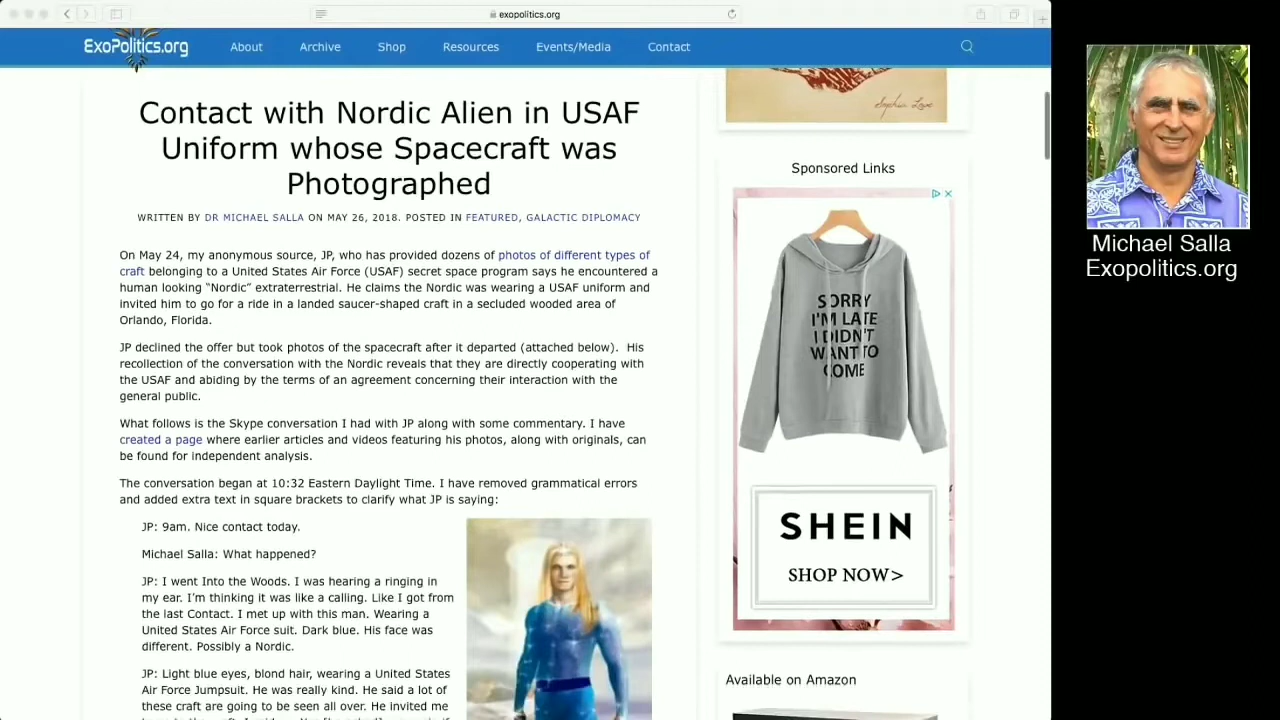 exopolitics.org
ExoPolitics.org
About
Archive
Shop
Resources
Events/Media
Contact
Contact with Nordic Alien in USAF
Uniform whose Spacecraft was
Photographed
WRITTEN BY DR MICHAEL SALLA ON MAY 26, 2018. POSTED IN FEATURED, GALACTIC DIPLOMACY
On May 24, my anonymous source, JP, who has provided dozens of photos of different types of
craft belonging to a United States Air Force (USAF) secret space program says he encountered a
human looking “Nordic” extraterrestrial. He claims the Nordic was wearing a USAF uniform and
invited him to go for a ride in a landed saucer-shaped craft in a secluded wooded area of
Orlando, Florida.
JP declined the offer but took photos of the spacecraft after it departed (attached below).  His
recollection of the conversation with the Nordic reveals that they are directly cooperating with
the USAF and abiding by the terms of an agreement concerning their interaction with the
general public.
What follows is the Skype conversation I had with JP along with some commentary. I have
created a page where earlier articles and videos featuring his photos, along with originals, can
be found for independent analysis.
The conversation began at 10:32 Eastern Daylight Time. I have removed grammatical errors
and added extra text in square brackets to clarify what JP is saying:
JP: 9am. Nice contact today.
Michael Salla: What happened?
JP: I went Into the Woods. I was hearing a ringing in
my ear. I’m thinking it was like a calling. Like I got from
the last Contact. I met up with this man. Wearing a
United States Air Force suit. Dark blue. His face was
different. Possibly a Nordic.
JP: Light blue eyes, blond hair, wearing a United States
Air Force Jumpsuit. He was really kind. He said a lot of
these craft are going to be seen all over. He invited me
Sophia Love
Sponsored Links
SORRY
I'M LATE
I DIDN'T
WANT TO
COME
SHEIN
SHOP NOW>
Available on Amazon
Michael Salla
Exopolitics.org